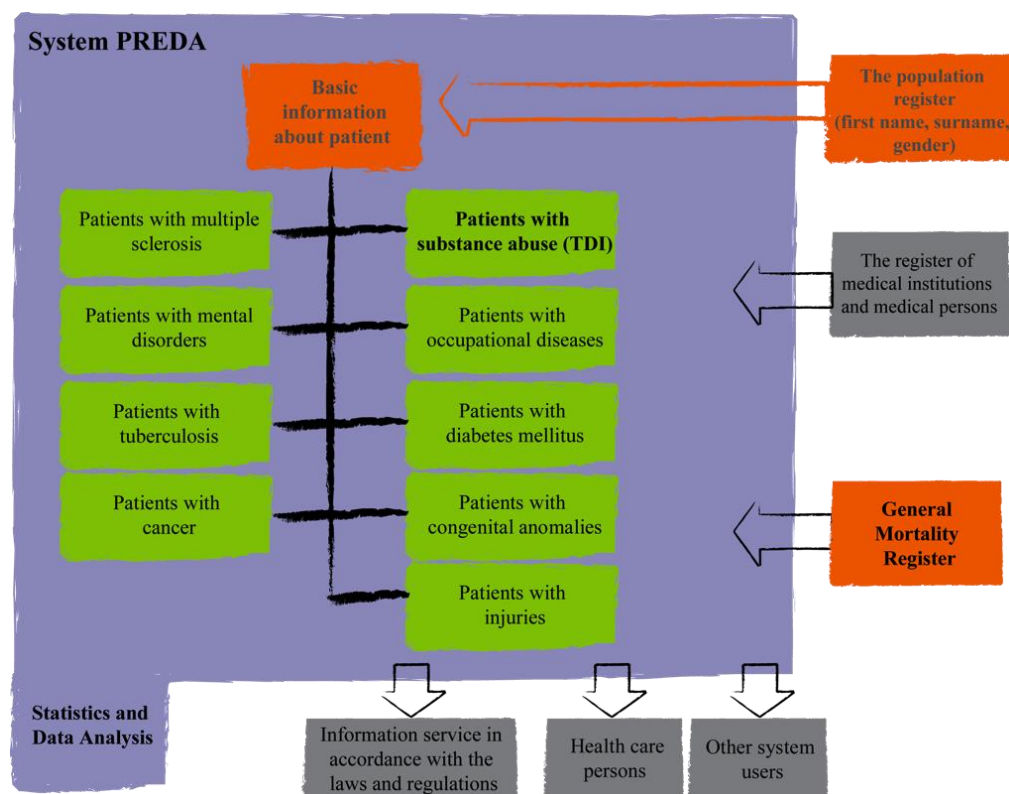 System PREDA
Basic
information
about patient
The population
register
(first name, surname,
gender)
Patients with multiple
sclerosis
Patients with
substance abuse (TDI)
The register of
medical institutions
and medical persons
Patients with mental
disorders
Patients with
occupational diseases
Patients with
tuberculosis
Patients with
diabetes mellitus
Patients with
cancer
Patients with
congenital anomalies
General
Mortality
Register
Patients with
injuries
Statistics and
Data Analysis
Information service in
accordance with the
laws and regulations
Health care
persons
Other system
users